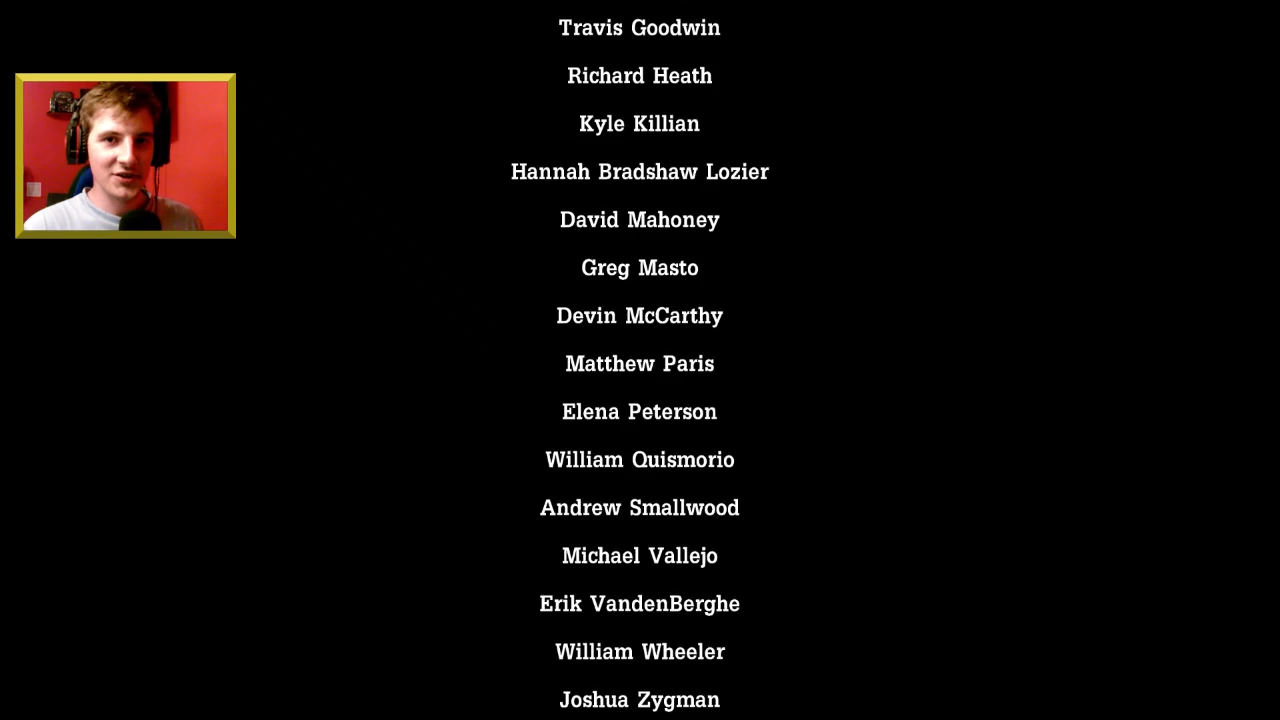 Travis Goodwin
Richard Heath
Kyle Killian
Hannah Bradshaw Lozier
David Mahoney
Greg Masto
Devin McCarthy
Matthew Paris
Elena Peterson
William Quismorio
Andrew Smallwood
Michael Vallejo
Erik VandenBerghe
William Wheeler
Joshua Zygman